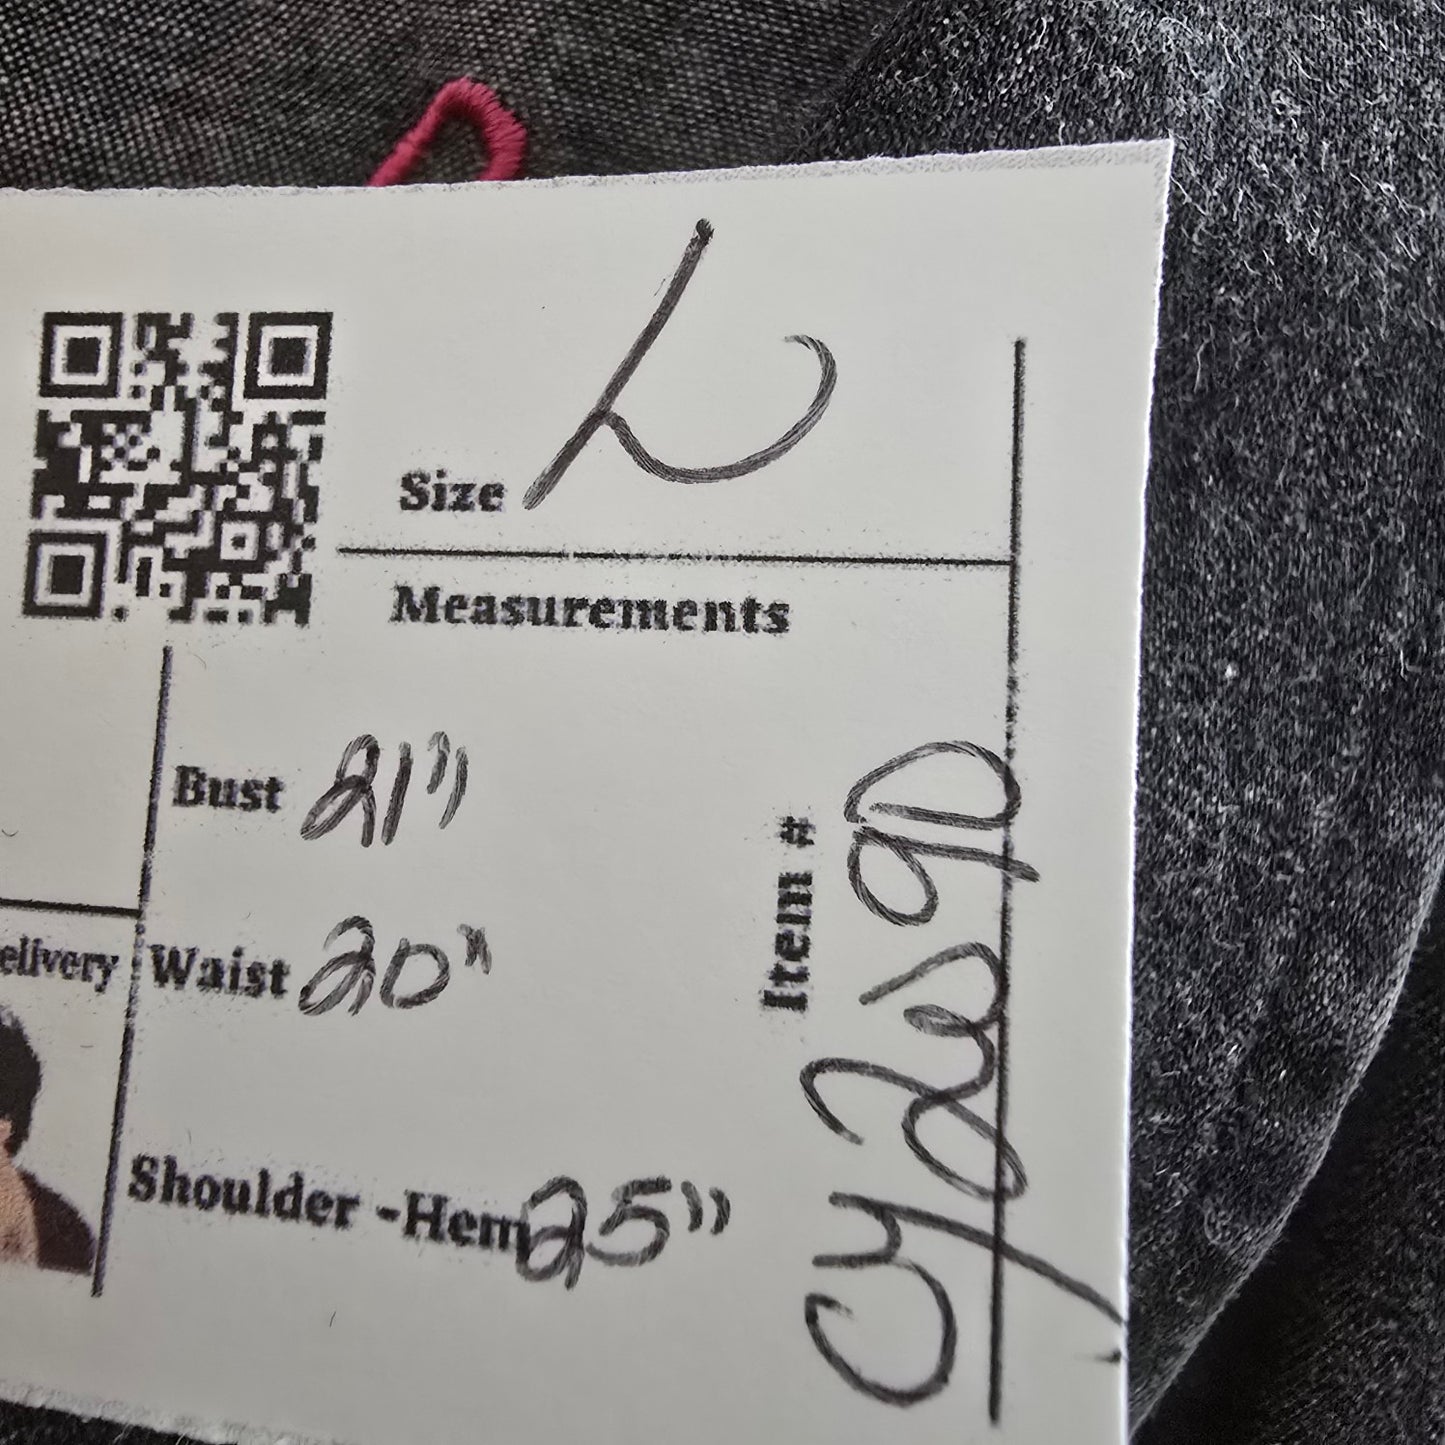 Size L
Measurements
Bust 21"
elivery
Waist 20"
Shoulder -Hem 25"
Item #